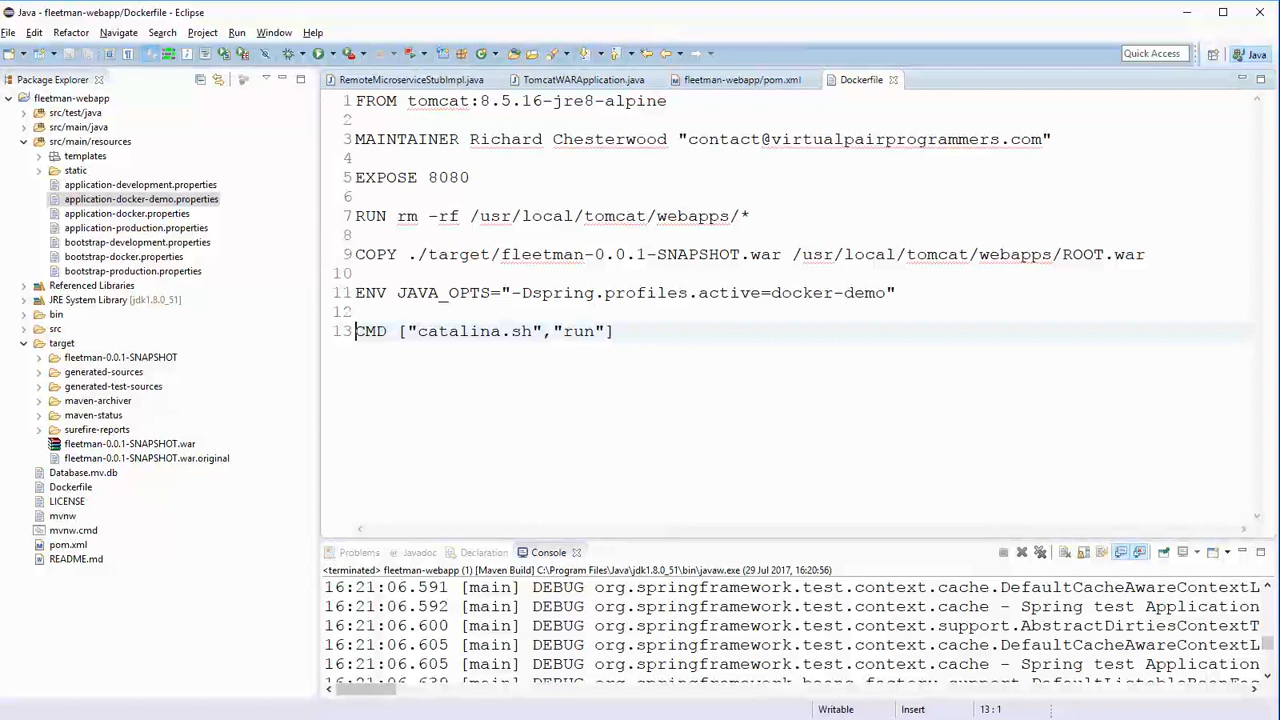 Java - fleetman-webapp/Dockerfile - Eclipse
File Edit Refactor Navigate Search Project Run Window Help
Quick Access
Java
Package Explorer
RemoteMicroserviceStubImpl.java
TomcatWARApplication.java
fleetman-webapp/pom.xml
Dockerfile
fleetman-webapp
src/test/java
src/main/java
src/main/resources
templates
static
application-development.properties
application-docker-demo.properties
application-docker.properties
application-production.properties
bootstrap-development.properties
bootstrap-docker.properties
bootstrap-production.properties
Referenced Libraries
JRE System Library [jdk1.8.0_51]
bin
src
target
fleetman-0.0.1-SNAPSHOT
generated-sources
generated-test-sources
maven-archiver
maven-status
surefire-reports
fleetman-0.0.1-SNAPSHOT.war
fleetman-0.0.1-SNAPSHOT.war.original
Database.mv.db
Dockerfile
LICENSE
mvnw
mvnw.cmd
pom.xml
README.md
1 FROM tomcat:8.5.16-jre8-alpine
2
3 MAINTAINER Richard Chesterwood "contact@virtualpairprogrammers.com"
4
5 EXPOSE 8080
6
7 RUN rm -rf /usr/local/tomcat/webapps/*
8
9 COPY ./target/fleetman-0.0.1-SNAPSHOT.war /usr/local/tomcat/webapps/ROOT.war
10
11 ENV JAVA_OPTS="-Dspring.profiles.active=docker-demo"
12
13 CMD ["catalina.sh","run"]
Problems Javadoc Declaration Console
<terminated> fleetman-webapp (1) [Maven Build] C:\Program Files\Java\jdk1.8.0_51\bin\javaw.exe (29 Jul 2017, 16:20:56)
16:21:06.591 [main] DEBUG org.springframework.test.context.cache.DefaultCacheAwareContextL
16:21:06.592 [main] DEBUG org.springframework.test.context.cache - Spring test Application
16:21:06.600 [main] DEBUG org.springframework.test.context.support.AbstractDirtiesContextT
16:21:06.605 [main] DEBUG org.springframework.test.context.cache.DefaultCacheAwareContextL
16:21:06.605 [main] DEBUG org.springframework.test.context.cache - Spring test Application
16:21:06.639 [main] DEBUG org.springframework.beans.factory.support.DefaultListableBeanFac
Writable Insert 13 : 1